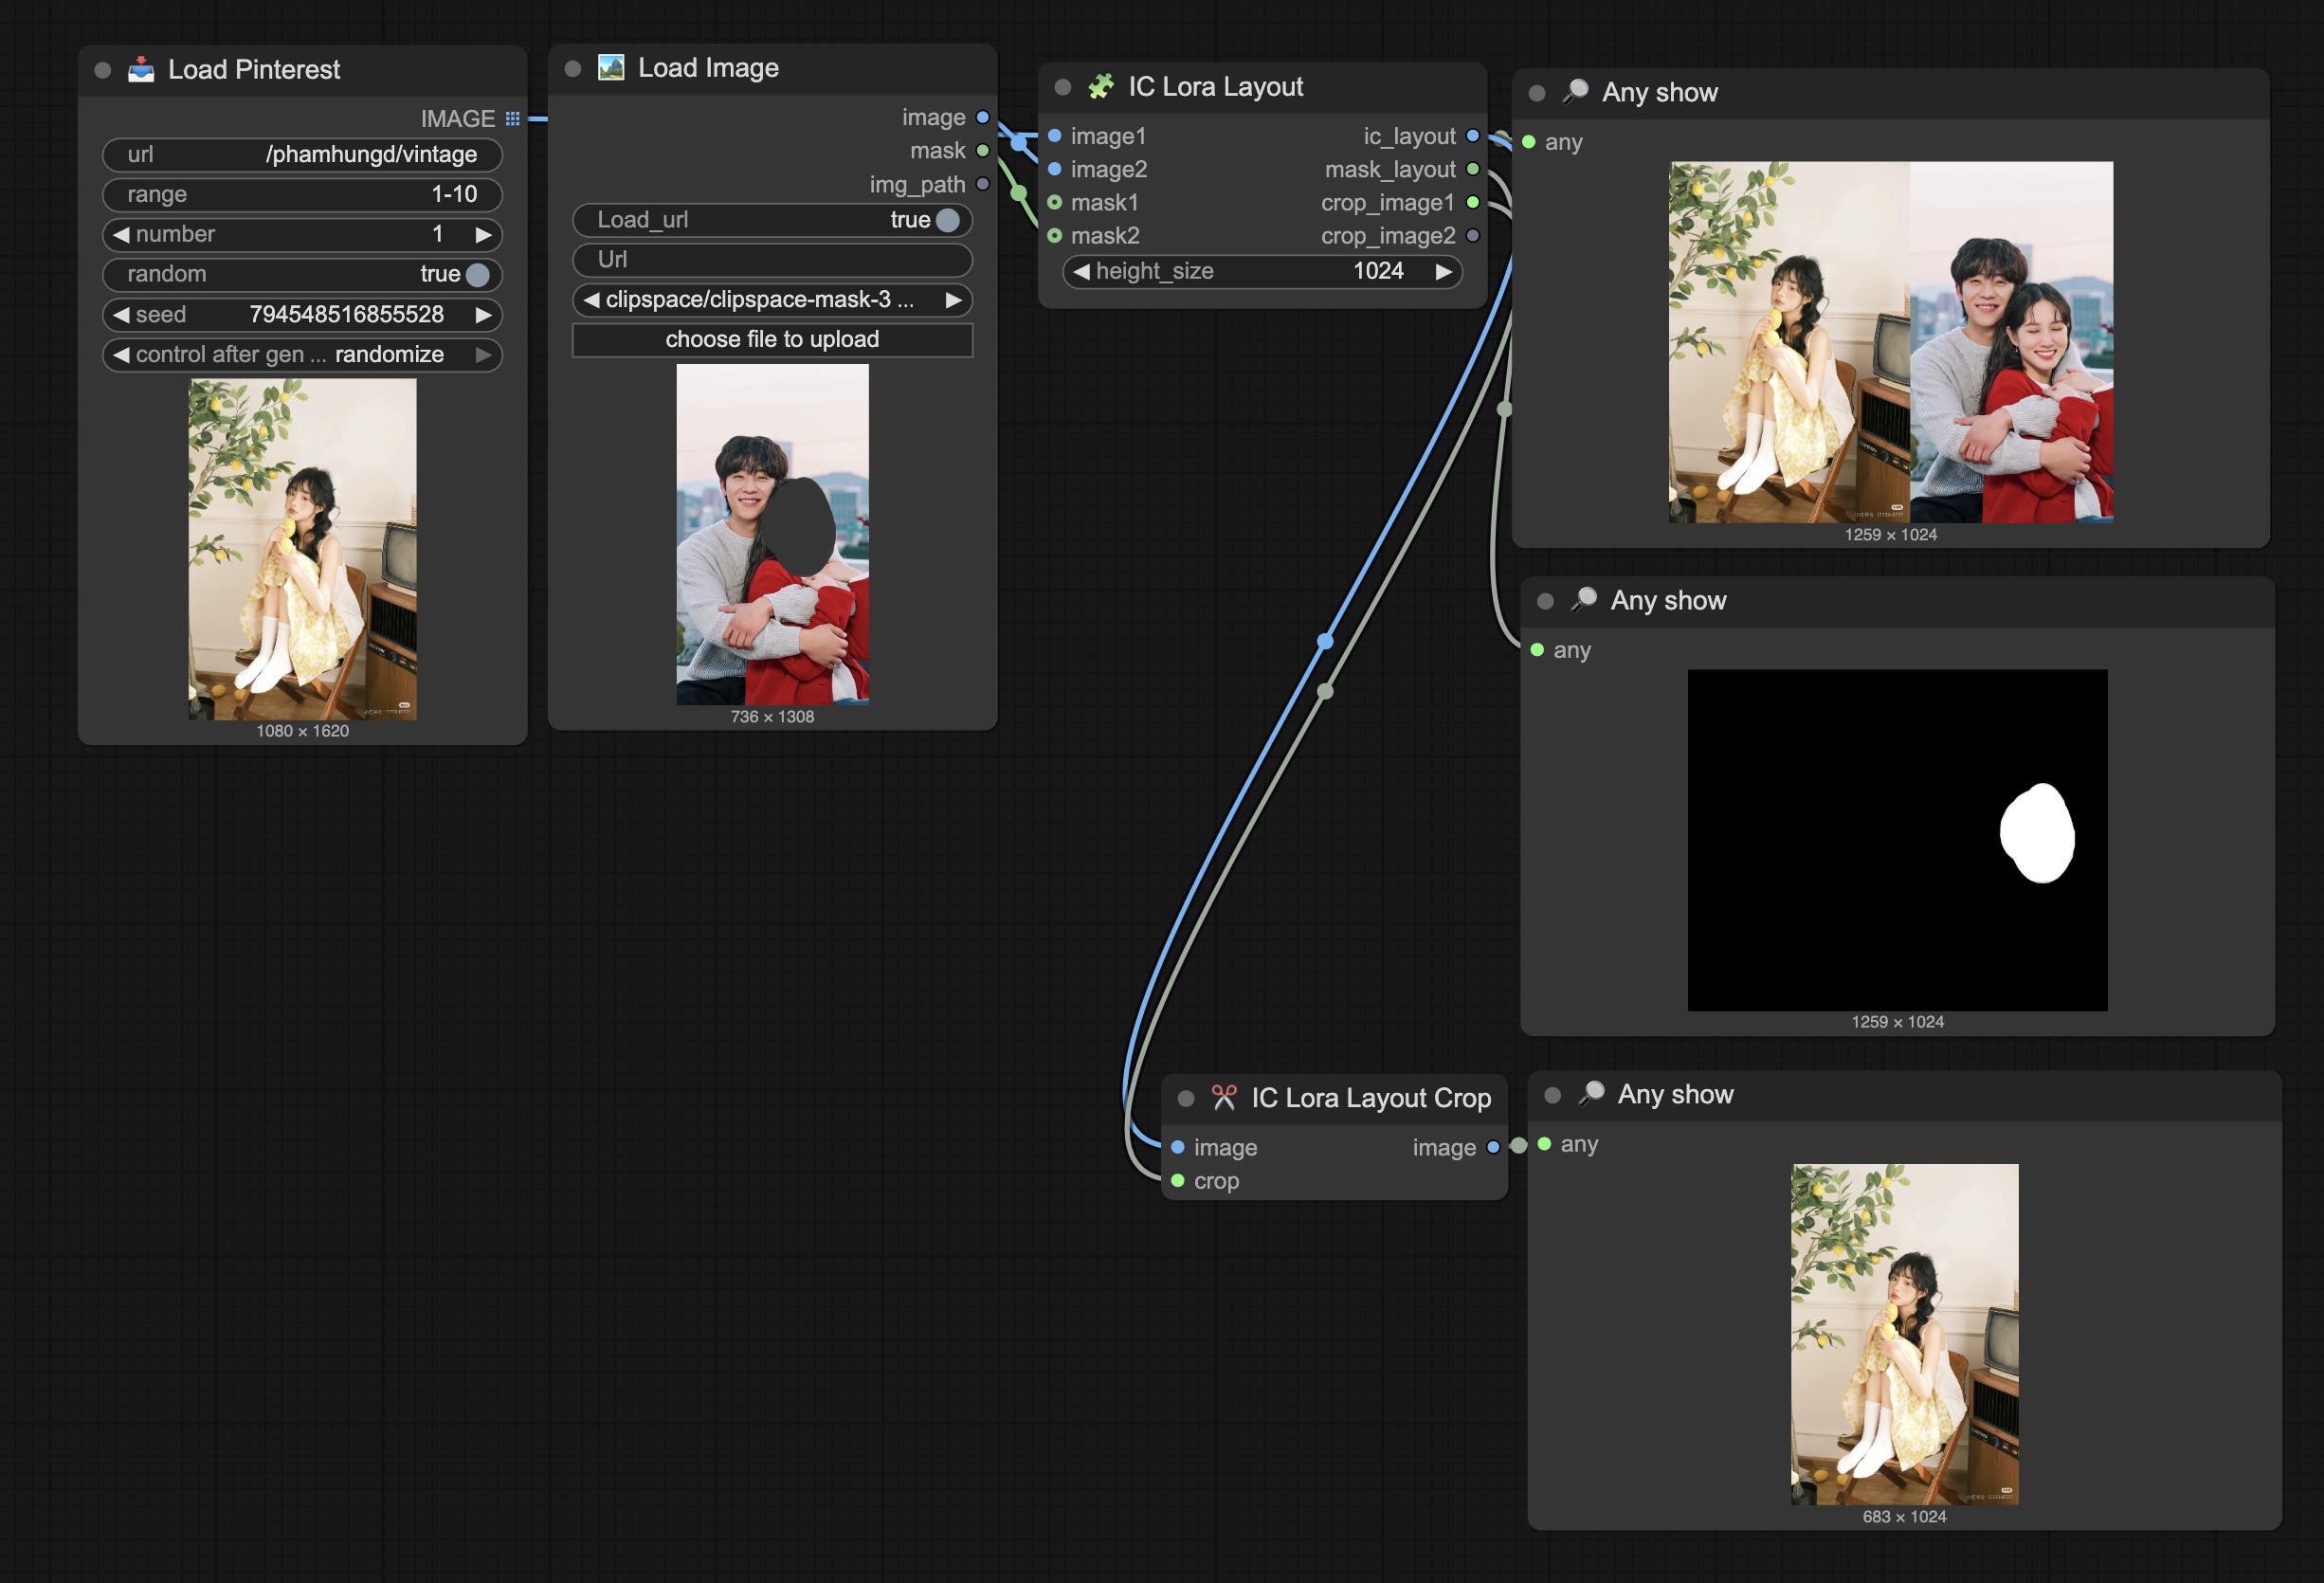 Load Pinterest
IMAGE
url /phamhungd/vintage
range 1-10
number 1
random true
seed 794548516855528
control after gen ... randomize
1080 × 1620
Load Image
image
mask
img_path
Load_url true
Url
clipspace/clipspace-mask-3 ...
choose file to upload
736 × 1308
IC Lora Layout
image1 ic_layout
image2 mask_layout
mask1 crop_image1
mask2 crop_image2
height_size 1024
Any show
any
1259 × 1024
Any show
any
1259 × 1024
IC Lora Layout Crop
image image
crop
Any show
any
683 × 1024